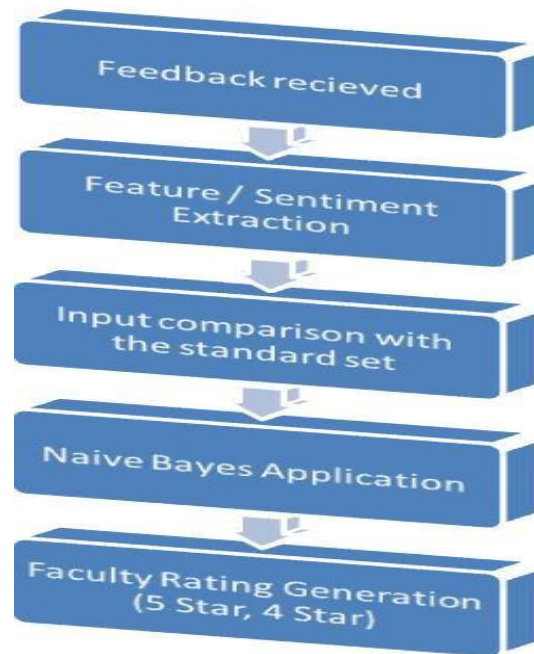 Feedback recieved
Feature / Sentiment
Extraction
Input comparison with
the standard set
Naive Bayes Application
Faculty Rating Generation
(5 Star, 4 Star)